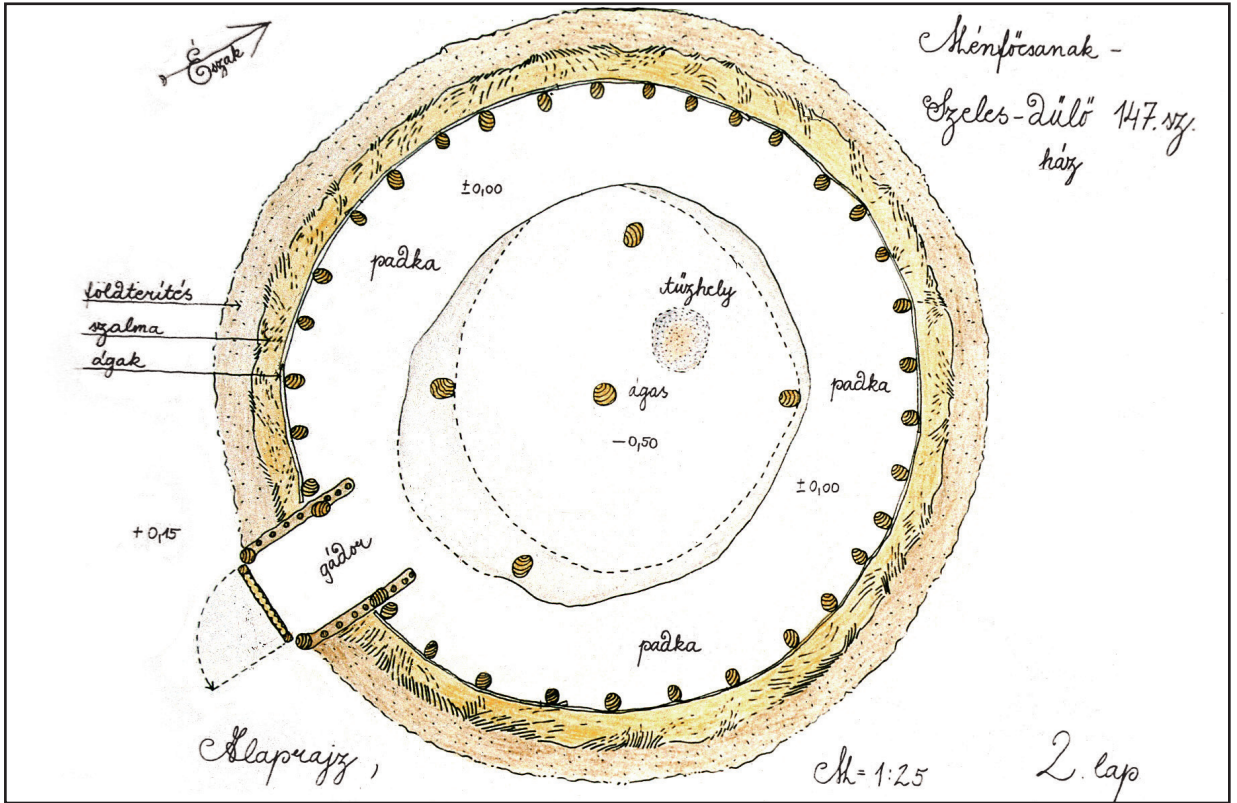 Észak
Ménfőcsanak -
Szeles-dűlő 147. sz.
ház
±0,00
padka
földterítés
szalma
ágak
tűzhely
ágas
padka
-0,50
±0,00
+0,15
gádor
padka
Alaprajz,
M=1:25
2. lap